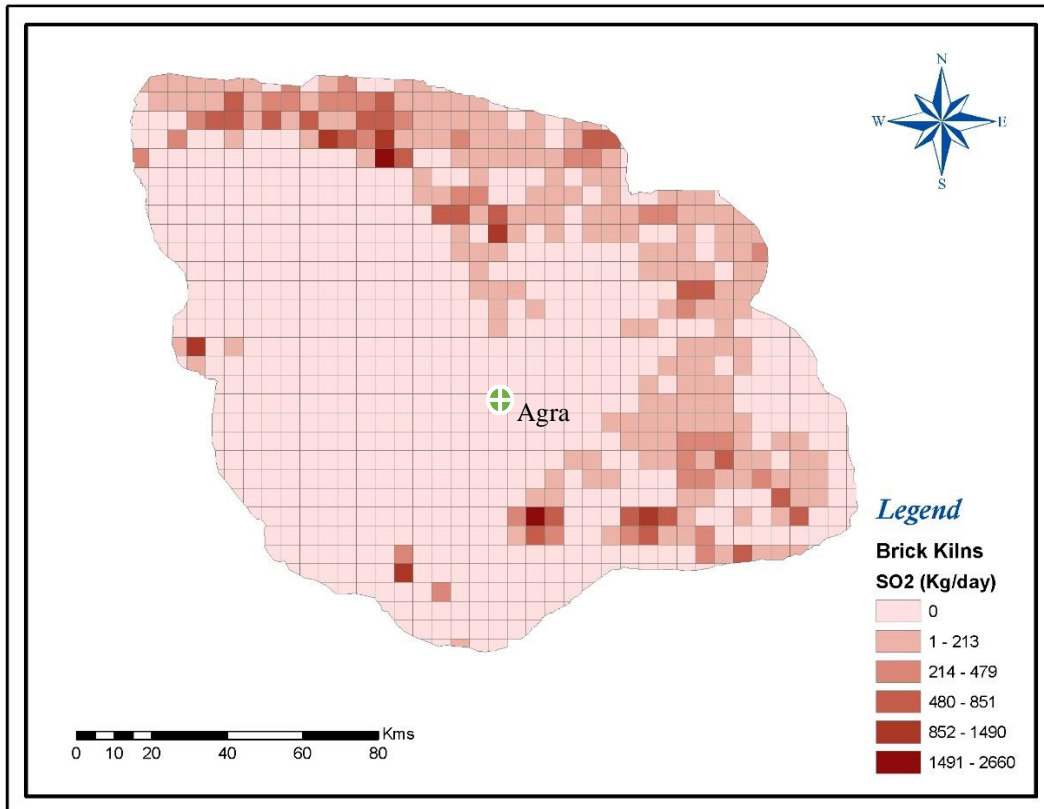 N
W E
S
Agra
Legend
Brick Kilns
SO2 (Kg/day)
0
1 - 213
214 - 479
480 - 851
852 - 1490
1491 - 2660
Kms
0 10 20 40 60 80